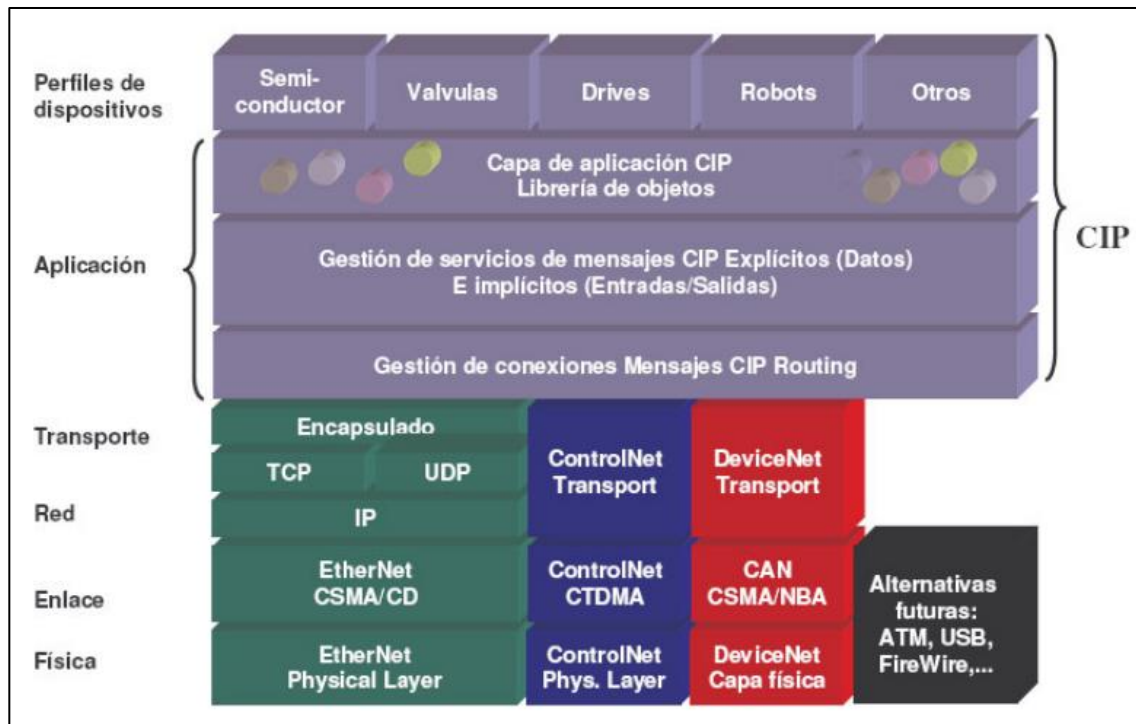 Perfiles de
dispositivos
Semi-
conductor
Valvulas
Drives
Robots
Otros
Capa de aplicación CIP
Librería de objetos
Aplicación
Gestión de servicios de mensajes CIP Explícitos (Datos)
E implícitos (Entradas/Salidas)
CIP
Gestión de conexiones Mensajes CIP Routing
Transporte
Encapsulado
TCP
UDP
ControlNet
Transport
DeviceNet
Transport
Red
IP
Enlace
EtherNet
CSMA/CD
ControlNet
CTDMA
CAN
CSMA/NBA
Alternativas
futuras:
ATM, USB,
FireWire,...
Física
EtherNet
Physical Layer
ControlNet
Phys. Layer
DeviceNet
Capa física